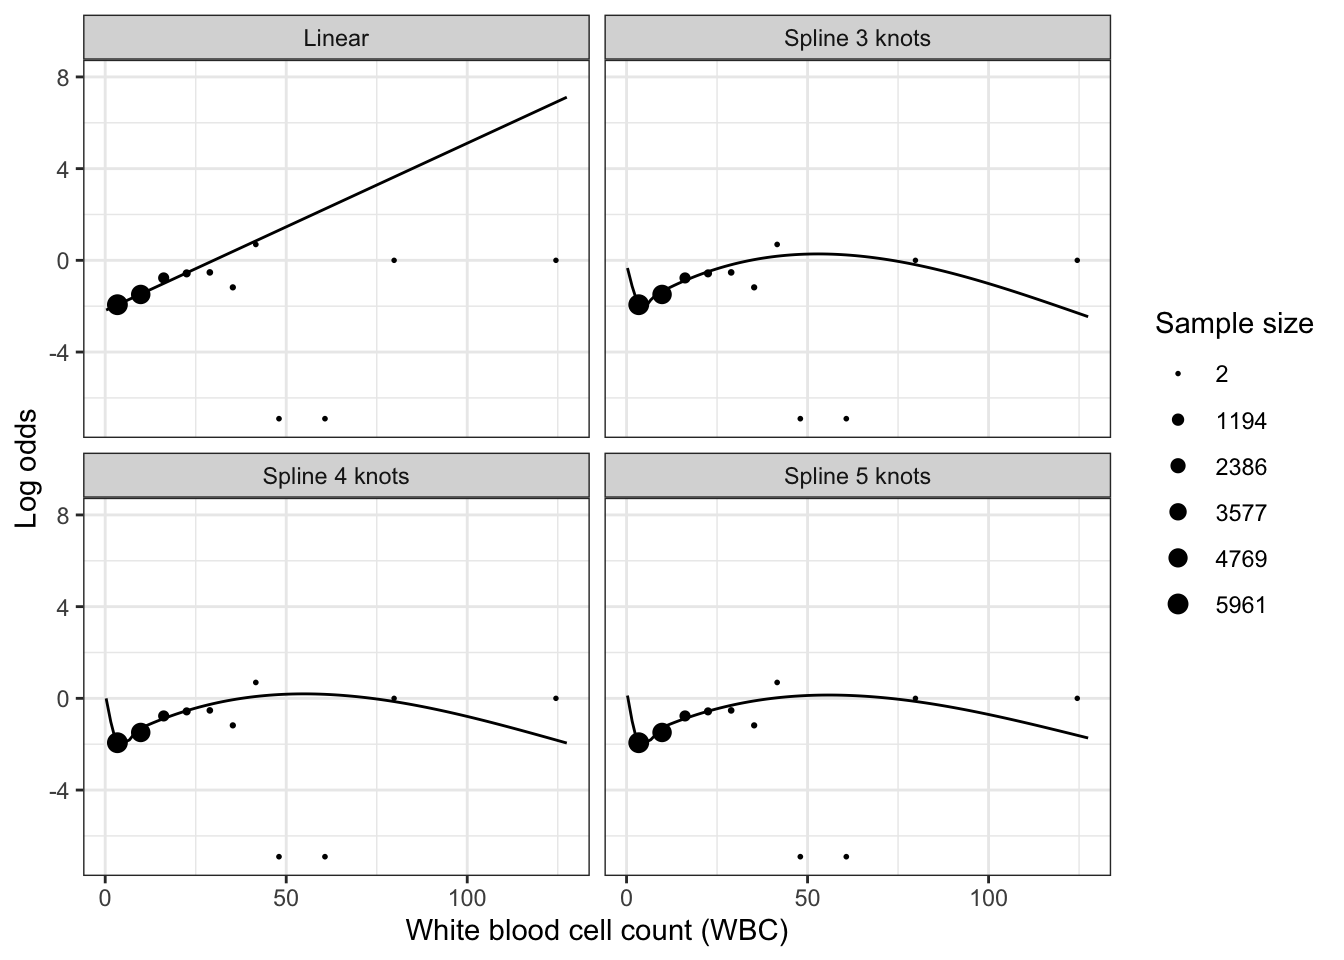 Linear
Spline 3 knots
8
4
0
-4
Spline 4 knots
Spline 5 knots
8
4
0
-4
0
50
100
0
50
100
Log odds
White blood cell count (WBC)
Sample size
2
1194
2386
3577
4769
5961